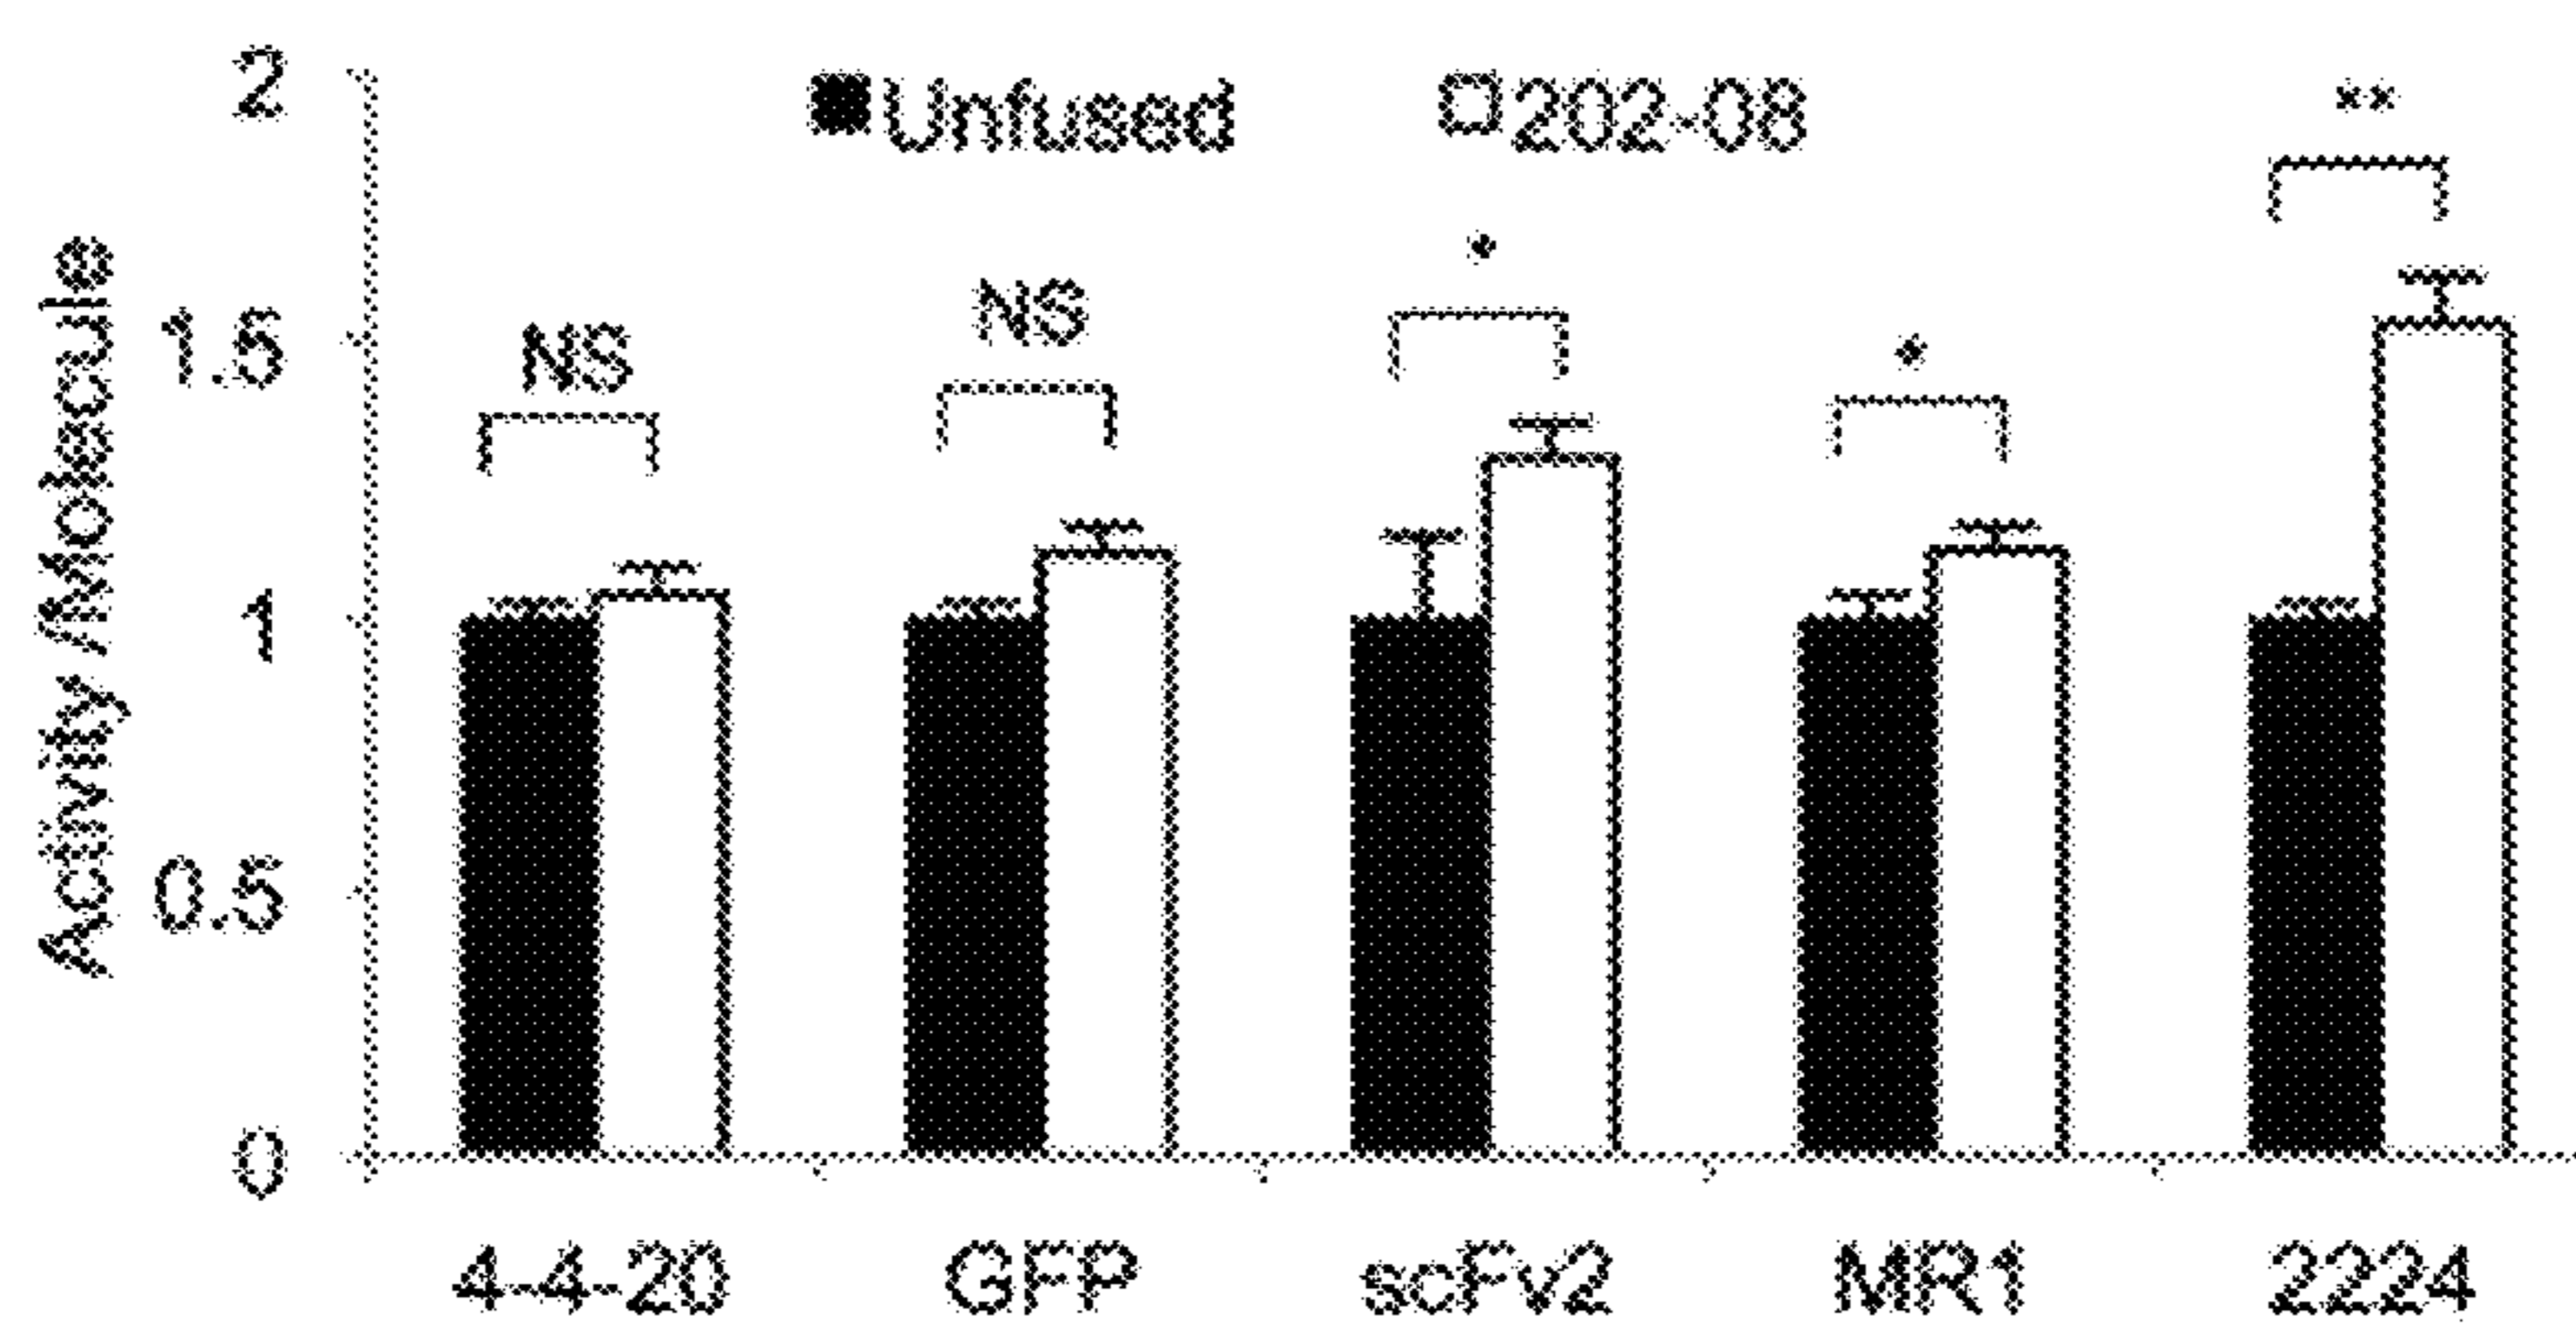 Activity /Molecule
2
1.5
1
0.5
0
Unfused 202-08
NS
NS
*
*
**
4-4-20 GFP scFv2 MR1 2224